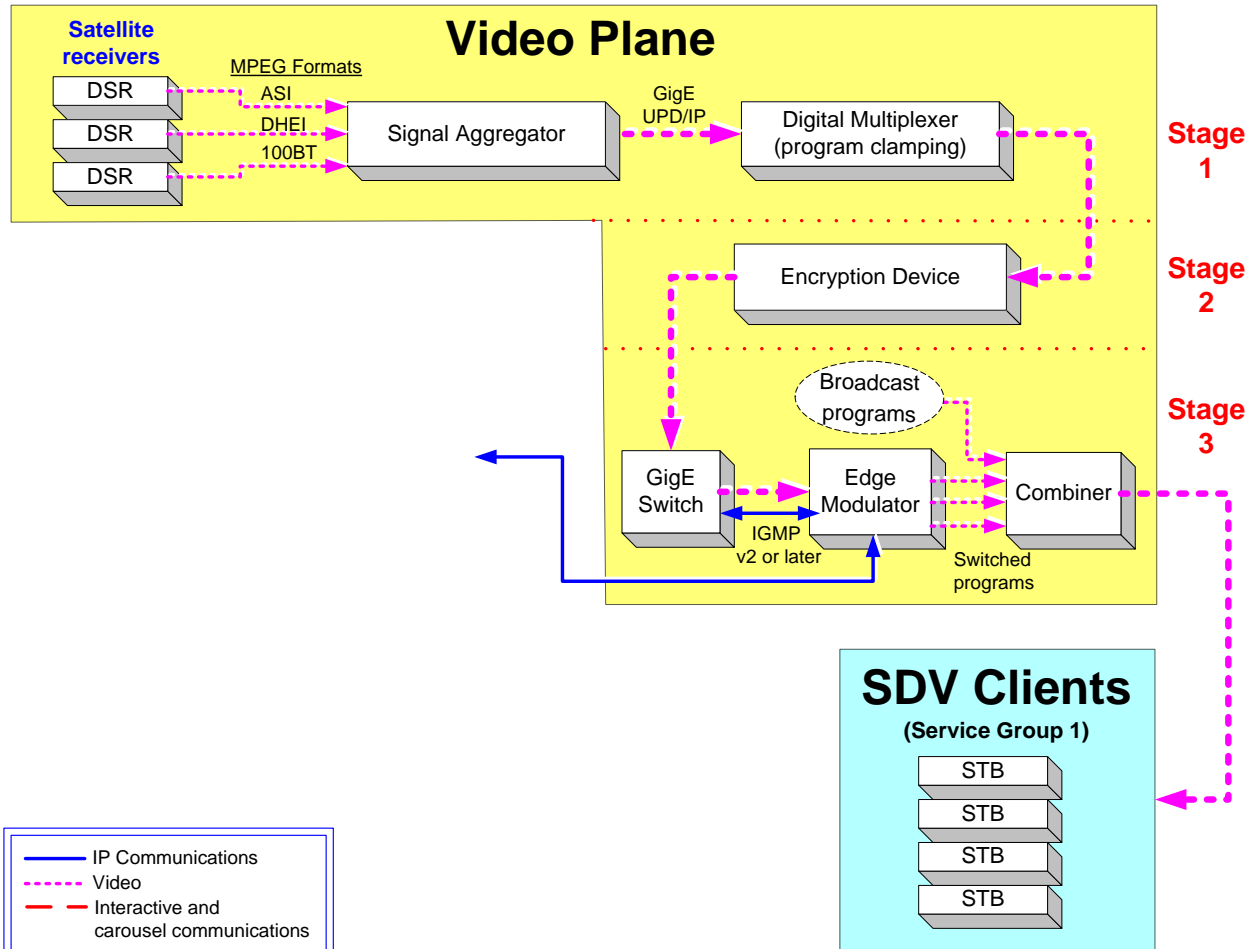 Video Plane
Satellite
receivers
MPEG Formats
DSR
DSR
DSR
ASI
DHEI
100BT
Signal Aggregator
GigE
UPD/IP
Digital Multiplexer
(program clamping)
Stage
1
Encryption Device
Stage
2
Broadcast
programs
Stage
3
GigE
Switch
Edge
Modulator
Combiner
IGMP
v2 or later
Switched
programs
SDV Clients
(Service Group 1)
STB
STB
STB
STB
IP Communications
Video
Interactive and
carousel communications